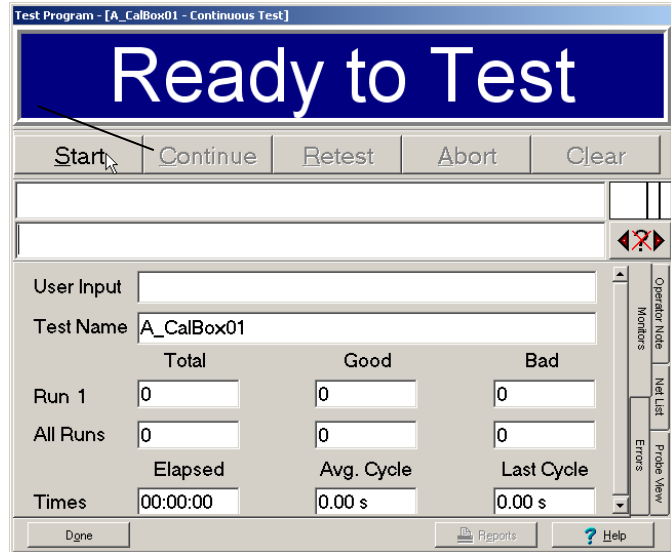 Test Program - [A_CalBox01 - Continuous Test]
Ready to Test
Start Continue Retest Abort Clear
User Input
Test Name A_CalBox01
Total Good Bad
Run 1 0 0 0
All Runs 0 0 0
Elapsed Avg. Cycle Last Cycle
Times 00:00:00 0.00 s 0.00 s
Operator Note
Monitors
Net List
Errors
Probe View
Done Reports ? Help